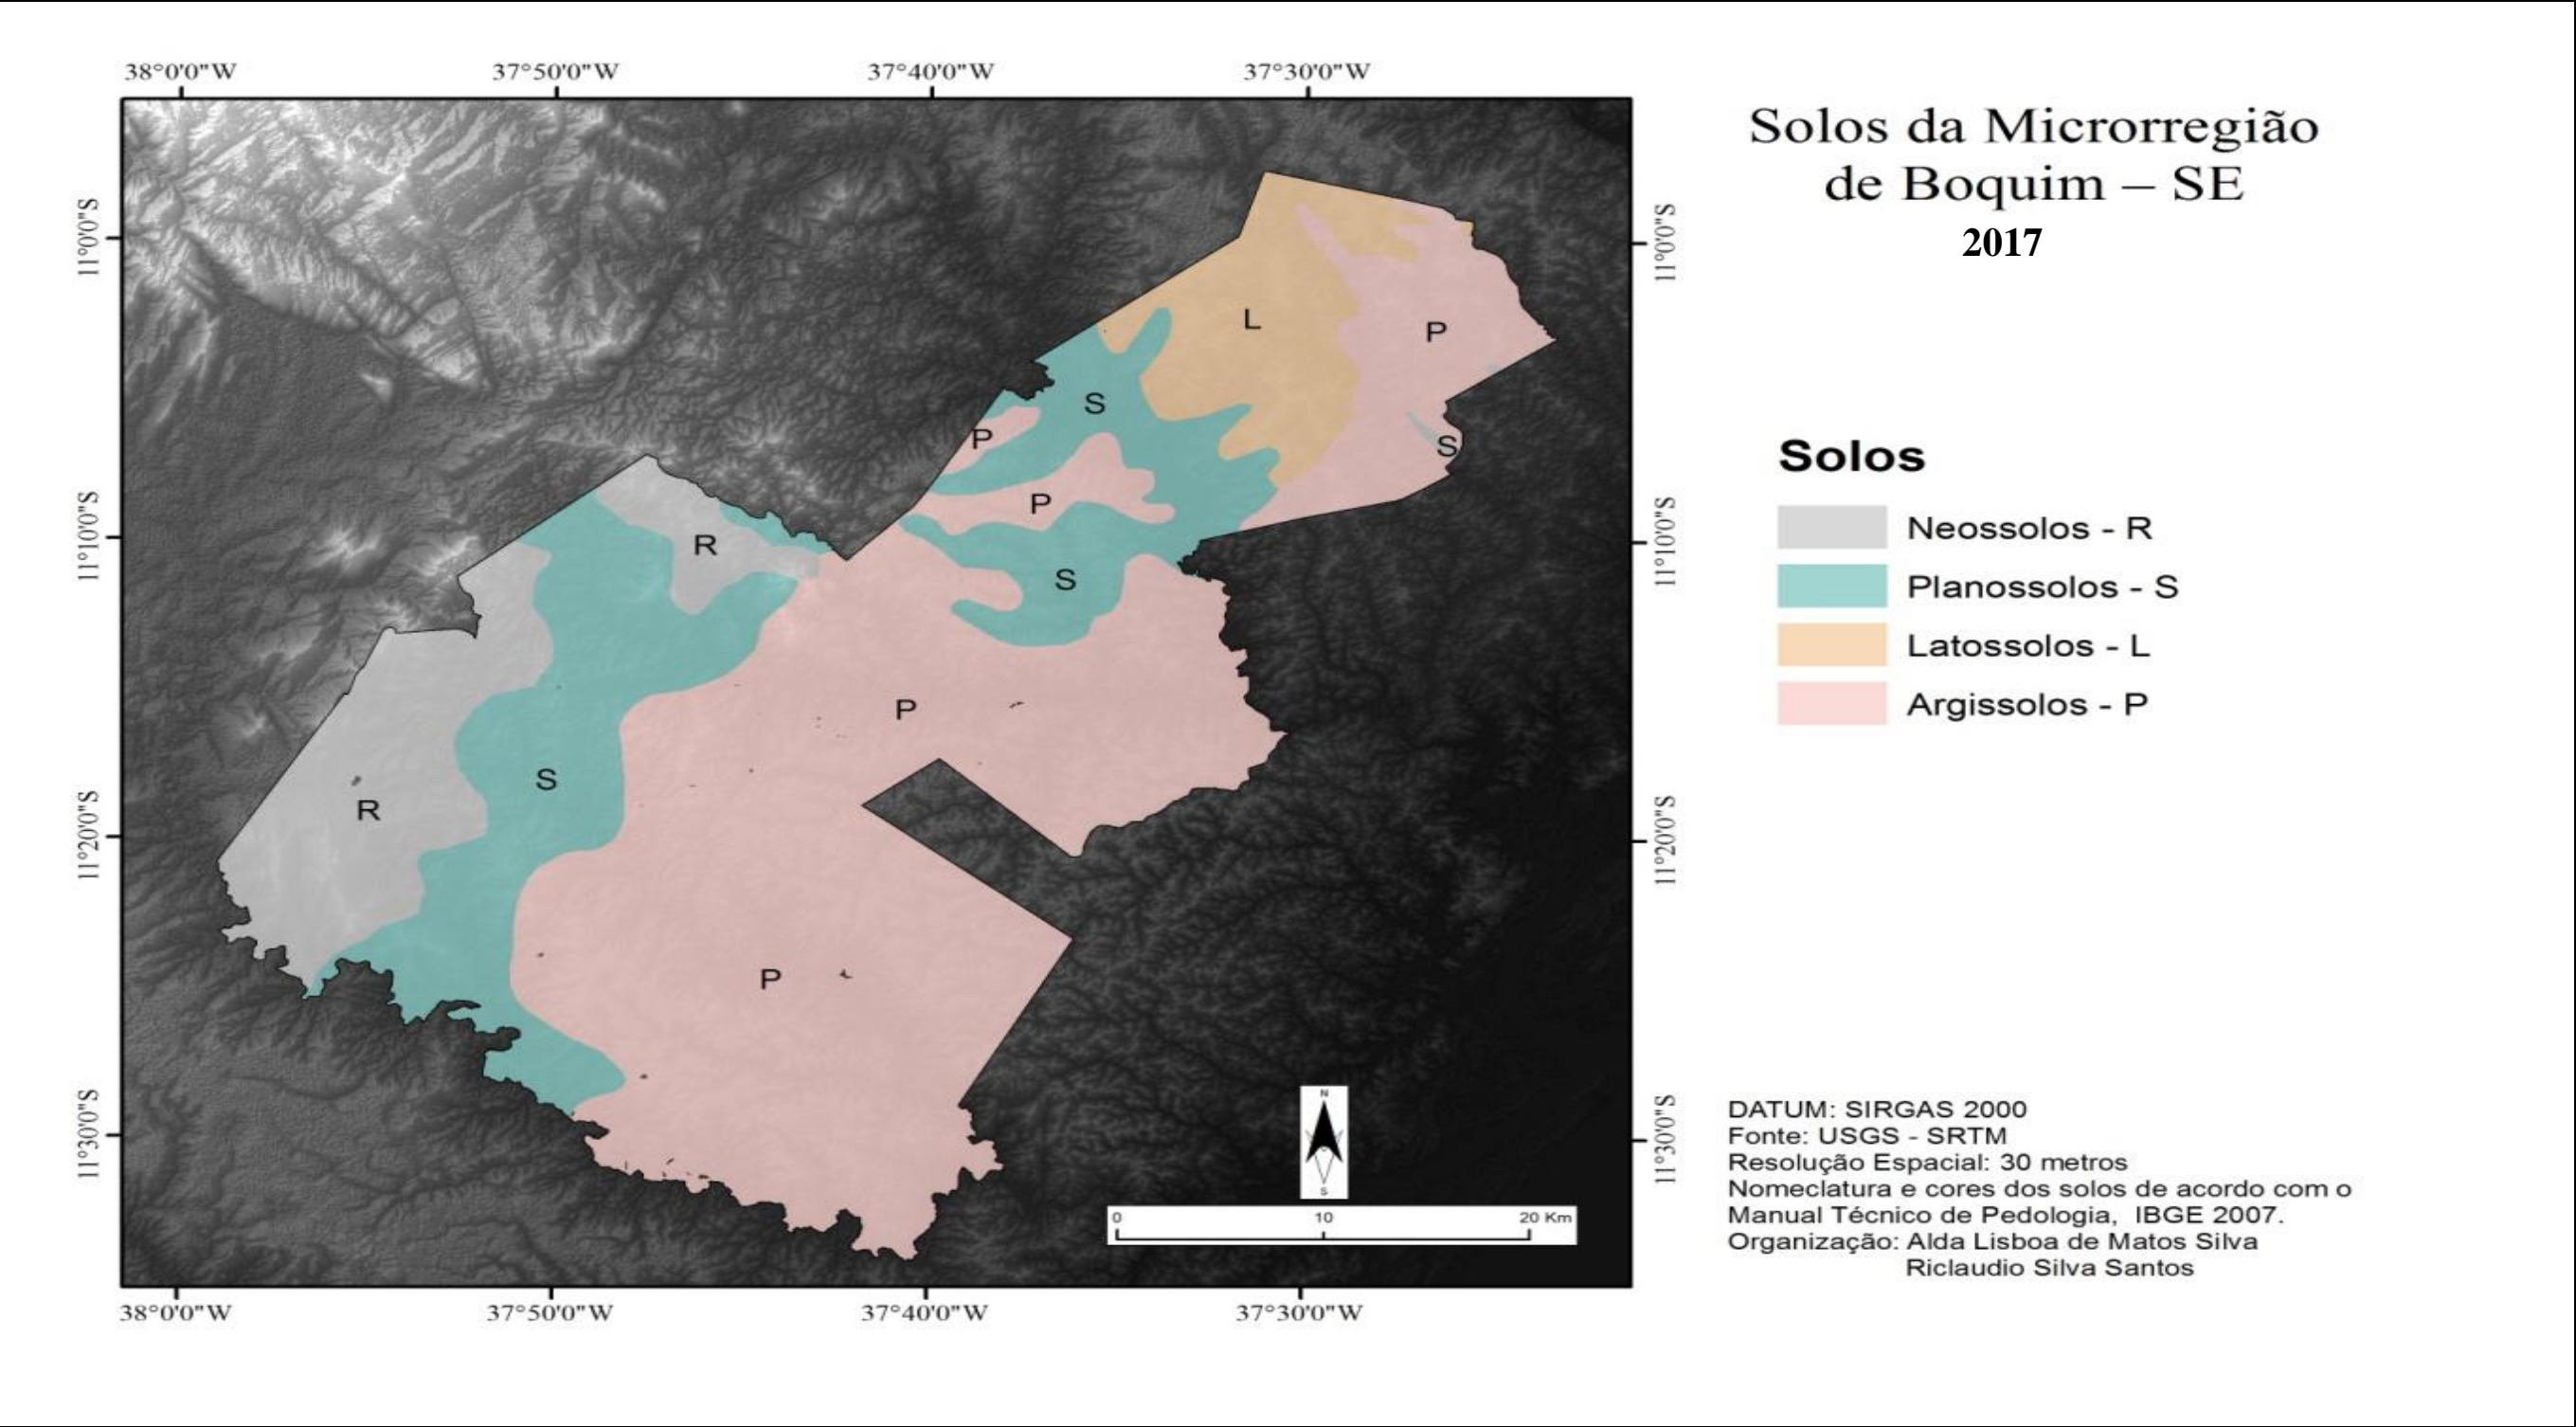 38°0'0"W 37°50'0"W 37°40'0"W 37°30'0"W
Solos da Microrregião
de Boquim – SE
2017
11°0'0"S
11°0'0"S
L
P
S
P
S
Solos
P
Neossolos - R
11°10'0"S
R
11°10'0"S
S
Planossolos - S
Latossolos - L
P
Argissolos - P
S
R
11°20'0"S
11°20'0"S
P
N
S
11°30'0"S
11°30'0"S
0 10 20 Km
DATUM: SIRGAS 2000
Fonte: USGS - SRTM
Resolução Espacial: 30 metros
Nomeclatura e cores dos solos de acordo com o
Manual Técnico de Pedologia, IBGE 2007.
Organização: Alda Lisboa de Matos Silva
Riclaudio Silva Santos
38°0'0"W 37°50'0"W 37°40'0"W 37°30'0"W